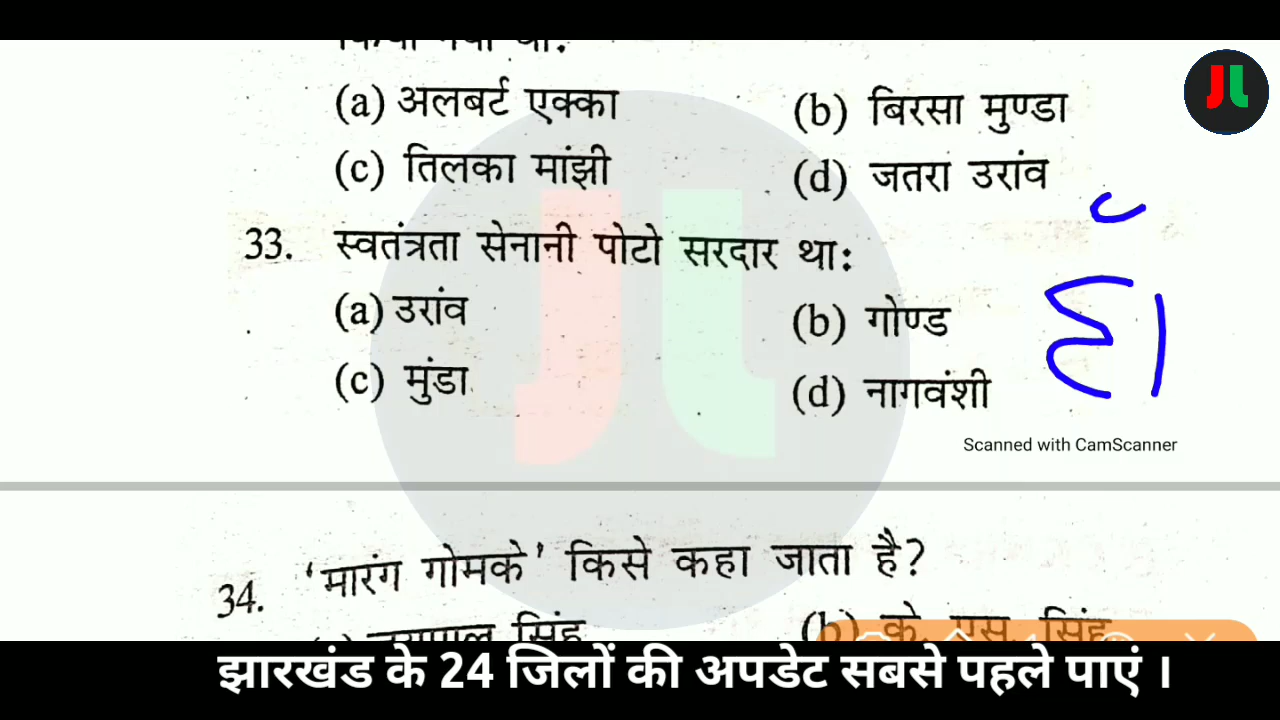 (a) अलबर्ट एक्का (b) बिरसा मुण्डा
(c) तिलका मांझी (d) जतरा उरांव
33. स्वतंत्रता सेनानी पोटो सरदार था:
(a) उरांव (b) गोण्ड
(c) मुंडा (d) नागवंशी
Scanned with CamScanner
34. 'मारंग गोमके' किसे कहा जाता है?
(b) के. एस. सिंह
झारखंड के 24 जिलों की अपडेट सबसे पहले पाएं ।